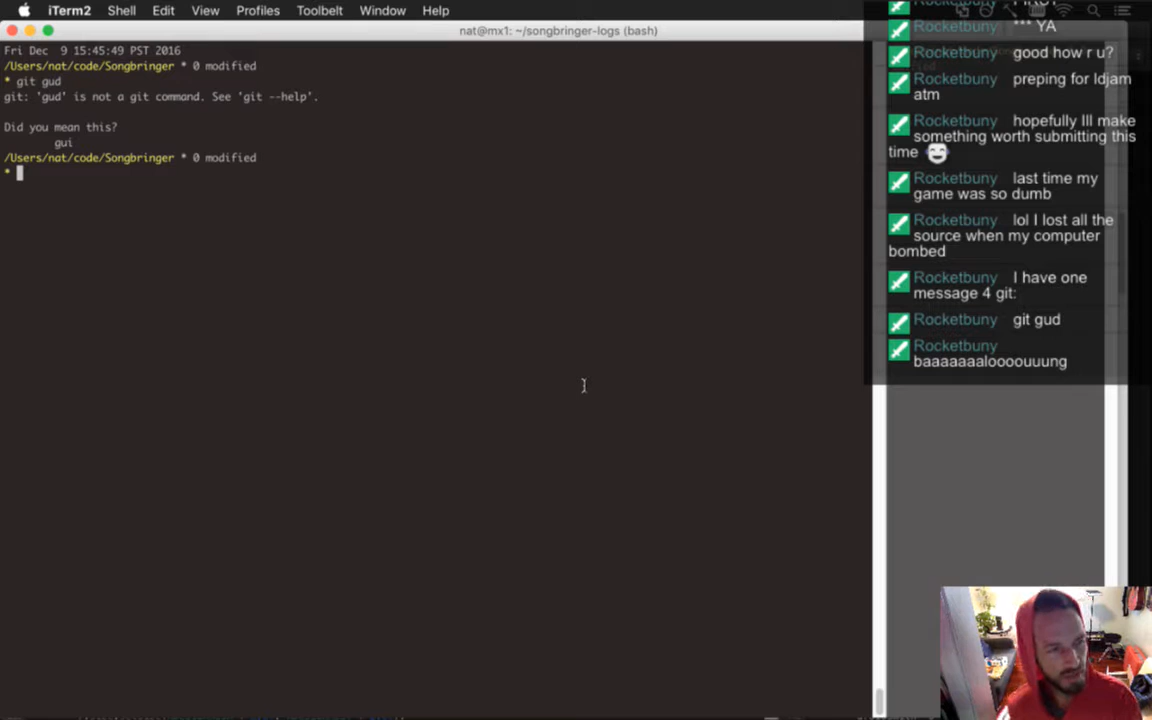 iTerm2 Shell Edit View Profiles Toolbelt Window Help
nat@mx1: ~/songbringer-logs (bash)
Fri Dec  9 15:45:49 PST 2016
/Users/nat/code/Songbringer * 0 modified
* git gud
git: 'gud' is not a git command. See 'git --help'.
Did you mean this?
gui
/Users/nat/code/Songbringer * 0 modified
*
Rocketbuny
Rocketbuny *** YA
Rocketbuny good how r u?
Rocketbuny preping for ldjam
atm
Rocketbuny hopefully Ill make
something worth submitting this
time
Rocketbuny last time my
game was so dumb
Rocketbuny lol I lost all the
source when my computer
bombed
Rocketbuny I have one
message 4 git:
Rocketbuny git gud
Rocketbuny
baaaaaaaloooouuung